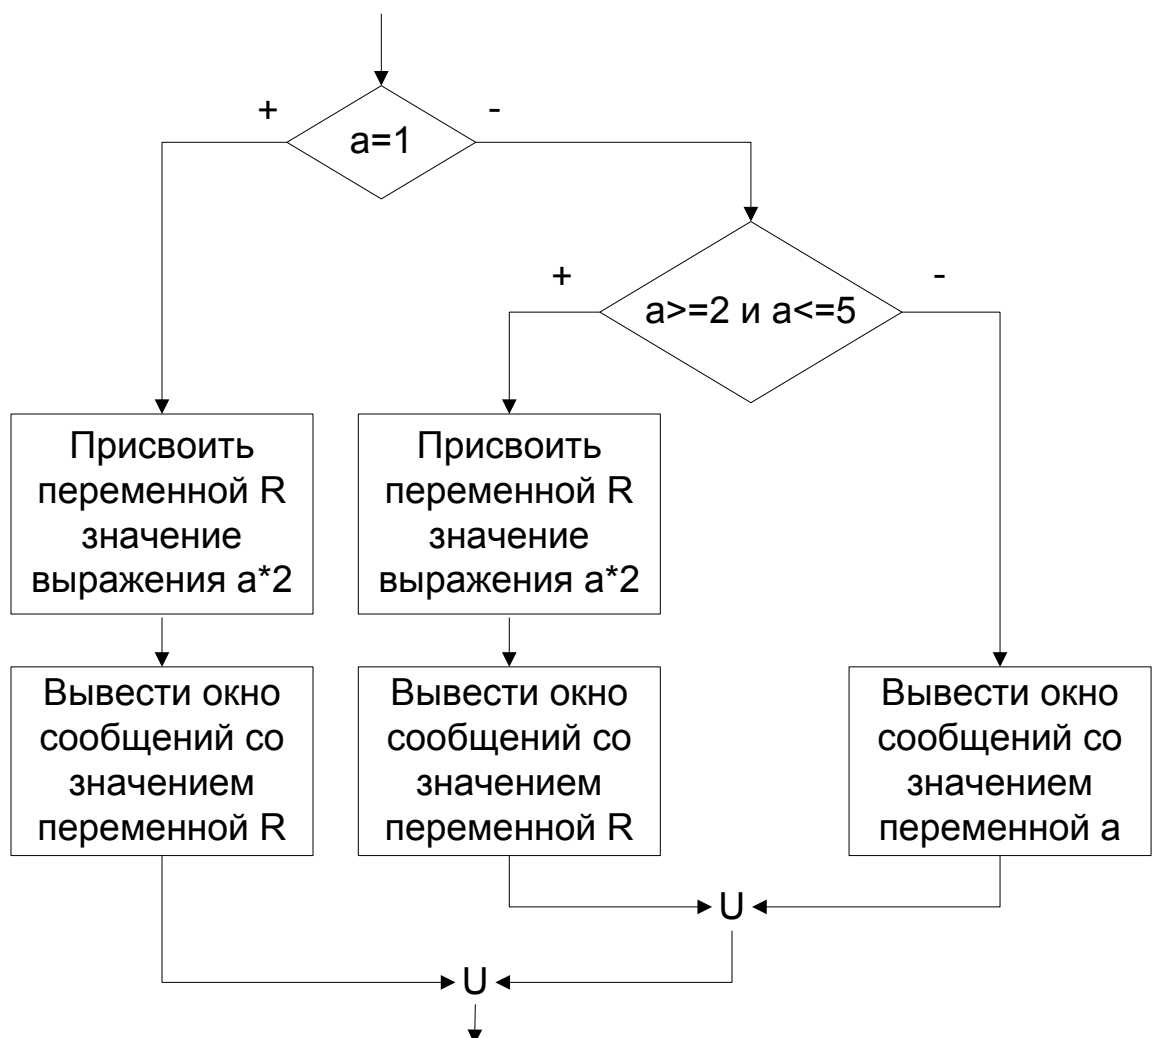 +
-
a=1
+
-
a>=2 и a<=5
Присвоить
переменной R
значение
выражения a*2
Присвоить
переменной R
значение
выражения a*2
Вывести окно
сообщений со
значением
переменной R
Вывести окно
сообщений со
значением
переменной R
Вывести окно
сообщений со
значением
переменной а
U
U